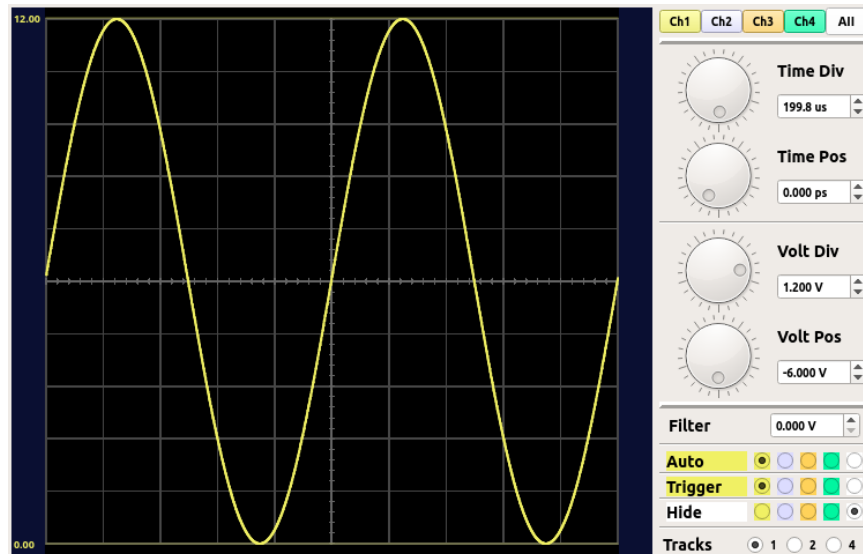 12.00
0.00
Ch1 Ch2 Ch3 Ch4 All
Time Div
199.8 us
Time Pos
0.000 ps
Volt Div
1.200 V
Volt Pos
-6.000 V
Filter 0.000 V
Auto
Trigger
Hide
Tracks 1 2 4